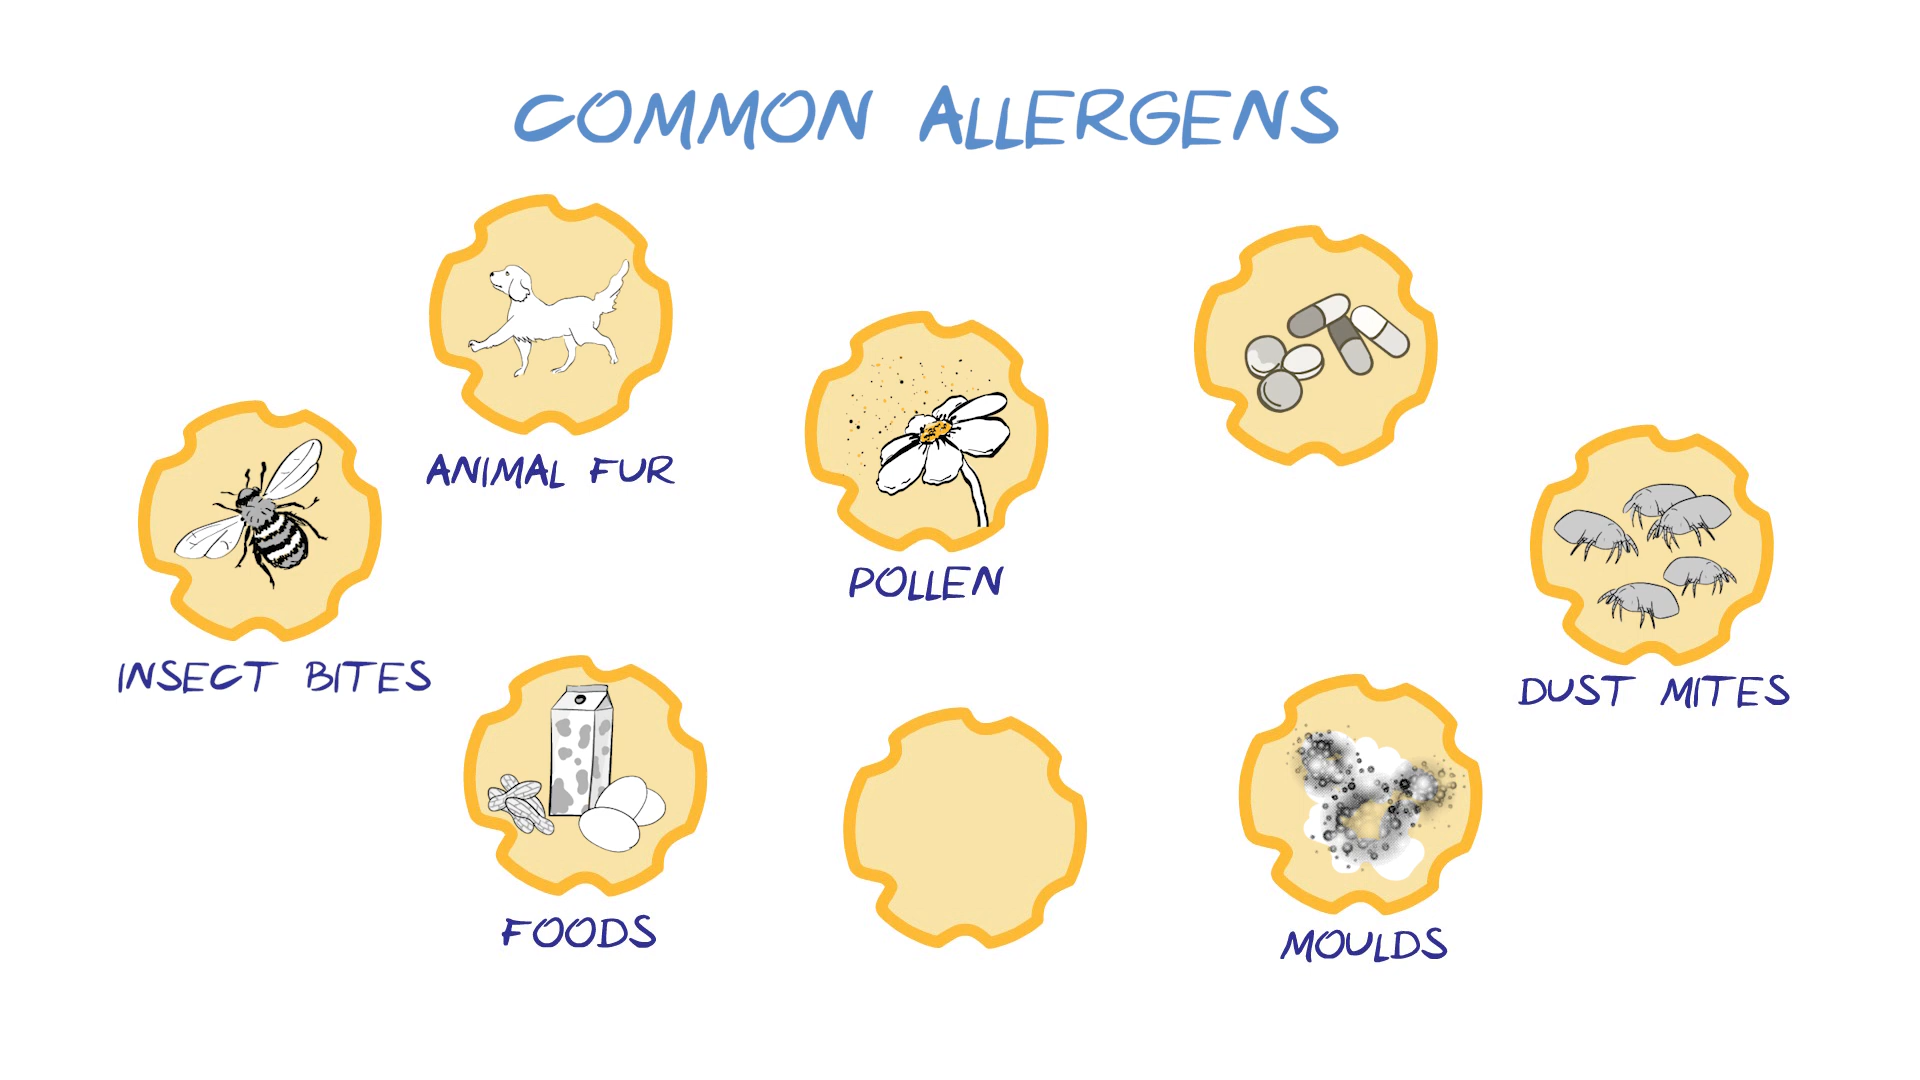 COMMON ALLERGENS
ANIMAL FUR
POLLEN
INSECT BITES
DUST MITES
FOODS
MOULDS